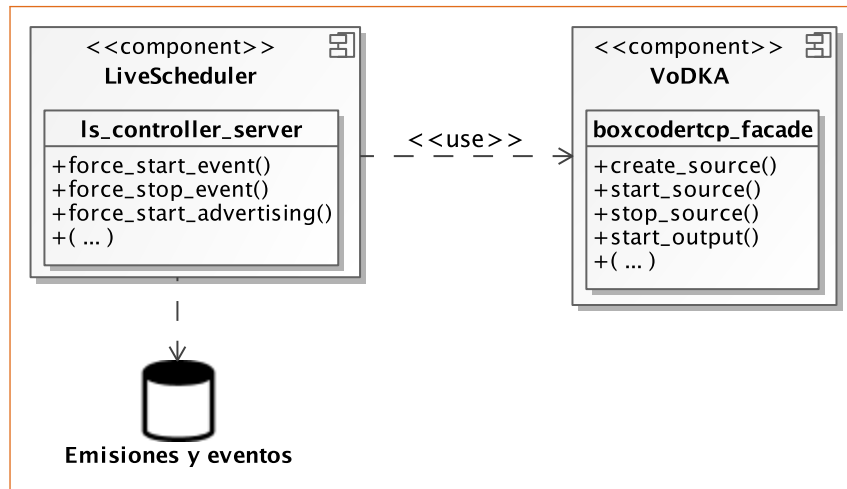 <<component>>
LiveScheduler
ls_controller_server
+force_start_event()
+force_stop_event()
+force_start_advertising()
+( ... )
<<use>>
<<component>>
VoDKA
boxcodertcp_facade
+create_source()
+start_source()
+stop_source()
+start_output()
+( ... )
Emisiones y eventos